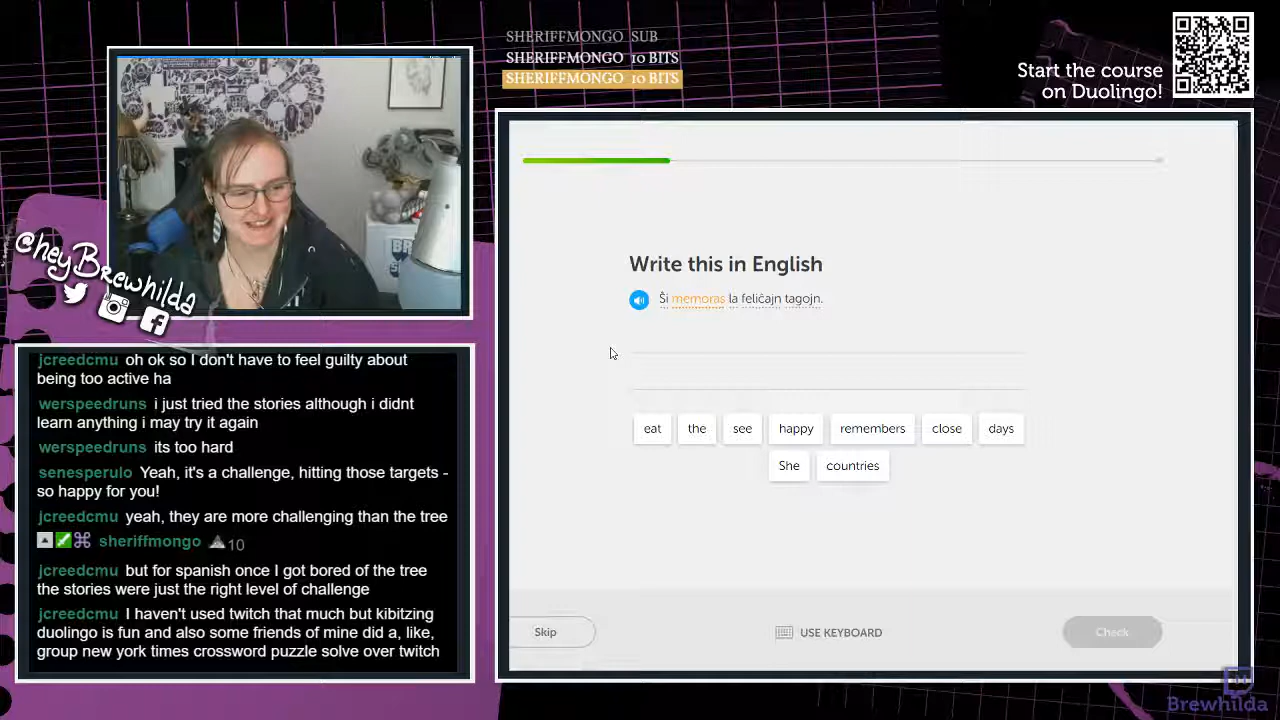 SHERIFFMONGO SUB
SHERIFFMONGO 10 BITS
SHERIFFMONGO 10 BITS
Start the course
on Duolingo!
@heyBrewhilda
Write this in English
Ŝi memoras la feliĉajn tagojn.
eat the see happy remembers close days
She countries
Skip
USE KEYBOARD
Check
jcreedcmu oh ok so I don't have to feel guilty about
being too active ha
werspeedruns i just tried the stories although i didnt
learn anything i may try it again
werspeedruns its too hard
senesperulo Yeah, it's a challenge, hitting those targets -
so happy for you!
jcreedcmu yeah, they are more challenging than the tree
sheriffmongo 10
jcreedcmu but for spanish once I got bored of the tree
the stories were just the right level of challenge
jcreedcmu I haven't used twitch that much but kibitzing
duolingo is fun and also some friends of mine did a, like,
group new york times crossword puzzle solve over twitch
Brewhilda